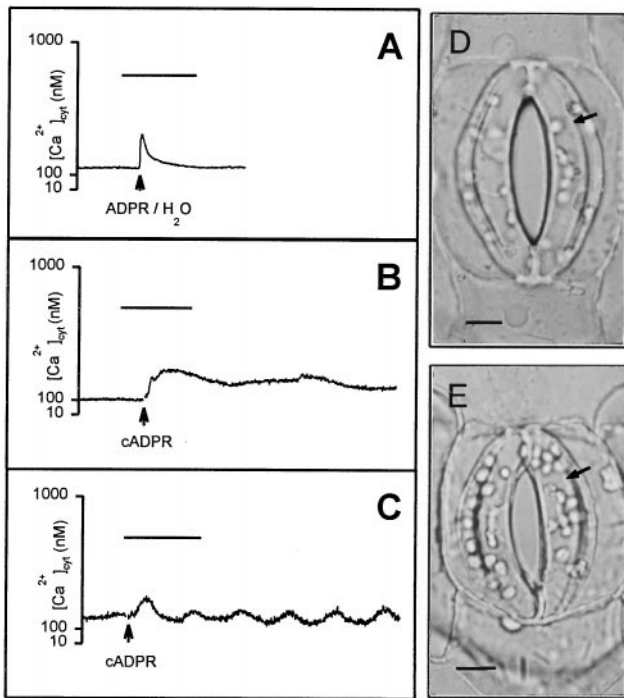 A
1000
[Ca2+]cyt (nM)
100
10
ADPR / H2O
B
1000
[Ca2+]cyt (nM)
100
10
cADPR
C
1000
[Ca2+]cyt (nM)
100
10
cADPR
D
E